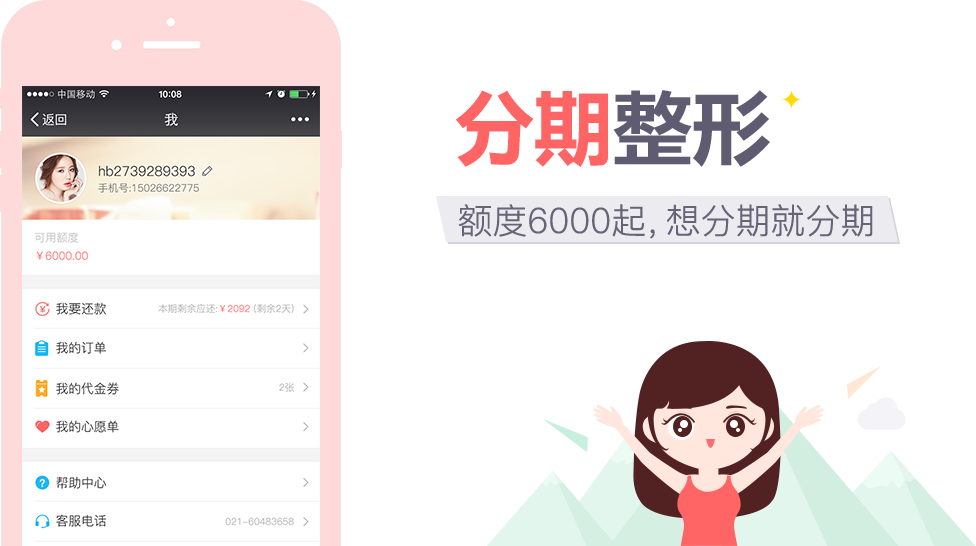 中国移动 10:08
返回 我
hb2739289393
手机号:15026622775
可用额度
¥6000.00
我要还款 本期剩余应还:¥2092 (剩余2天)
我的订单
我的代金券 2张
我的心愿单
帮助中心
客服电话 021-60483658
分期整形
额度6000起，想分期就分期